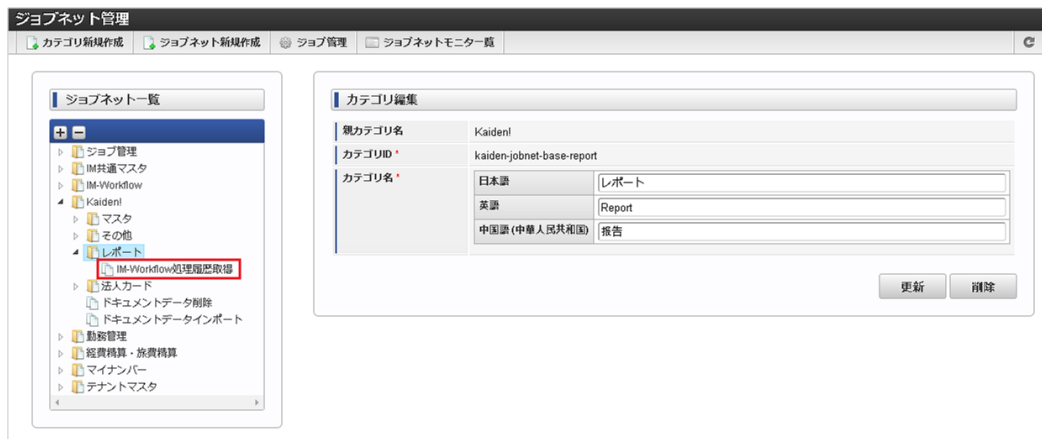 ジョブネット管理
カテゴリ新規作成 ジョブネット新規作成 ジョブ管理 ジョブネットモニタ一覧
ジョブネット一覧
ジョブ管理
IM共通マスタ
IM-Workflow
Kaiden!
マスタ
その他
レポート
IM-Workflow処理履歴取得
法人カード
ドキュメントデータ削除
ドキュメントデータインポート
勤務管理
経費精算・旅費精算
マイナンバー
テナントマスタ
カテゴリ編集
親カテゴリ名 Kaiden!
カテゴリID * kaiden-jobnet-base-report
カテゴリ名 * 日本語 レポート
英語 Report
中国語 (中華人民共和国) 报告
更新 削除